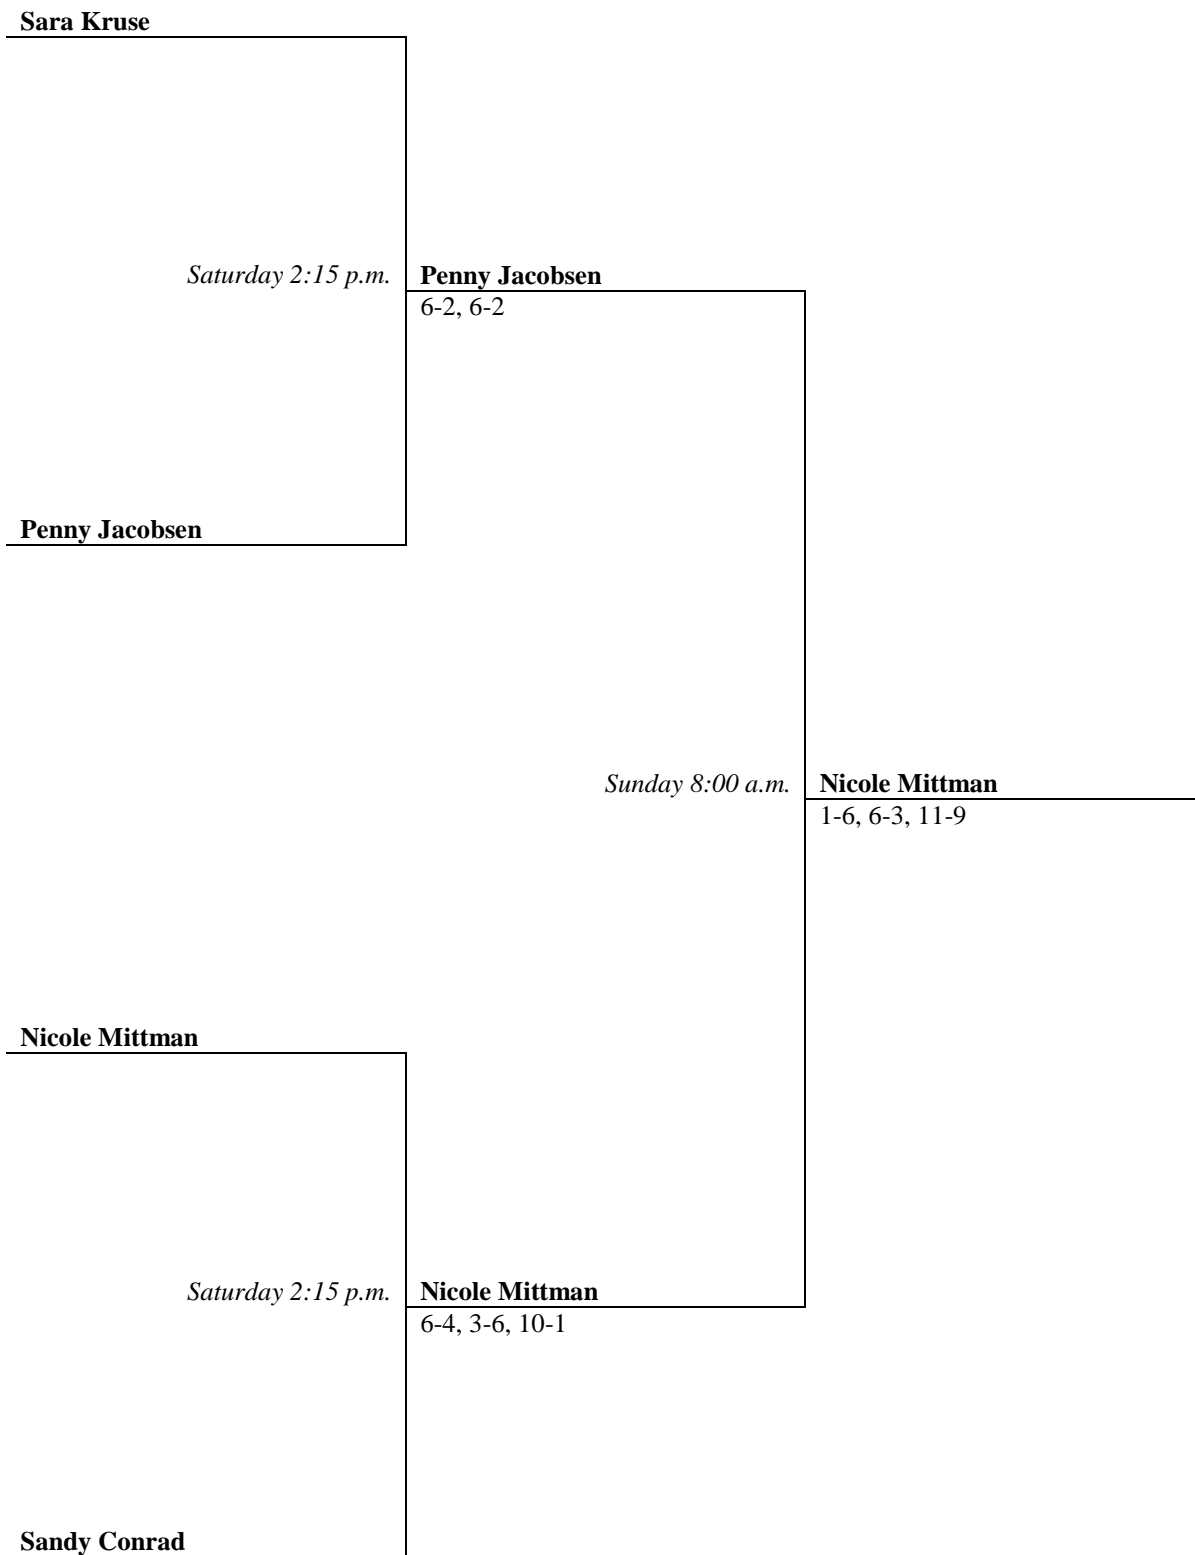 Sara Kruse
Saturday 2:15 p.m.
Penny Jacobsen
6-2, 6-2
Penny Jacobsen
Sunday 8:00 a.m.
Nicole Mittman
1-6, 6-3, 11-9
Nicole Mittman
Saturday 2:15 p.m.
Nicole Mittman
6-4, 3-6, 10-1
Sandy Conrad